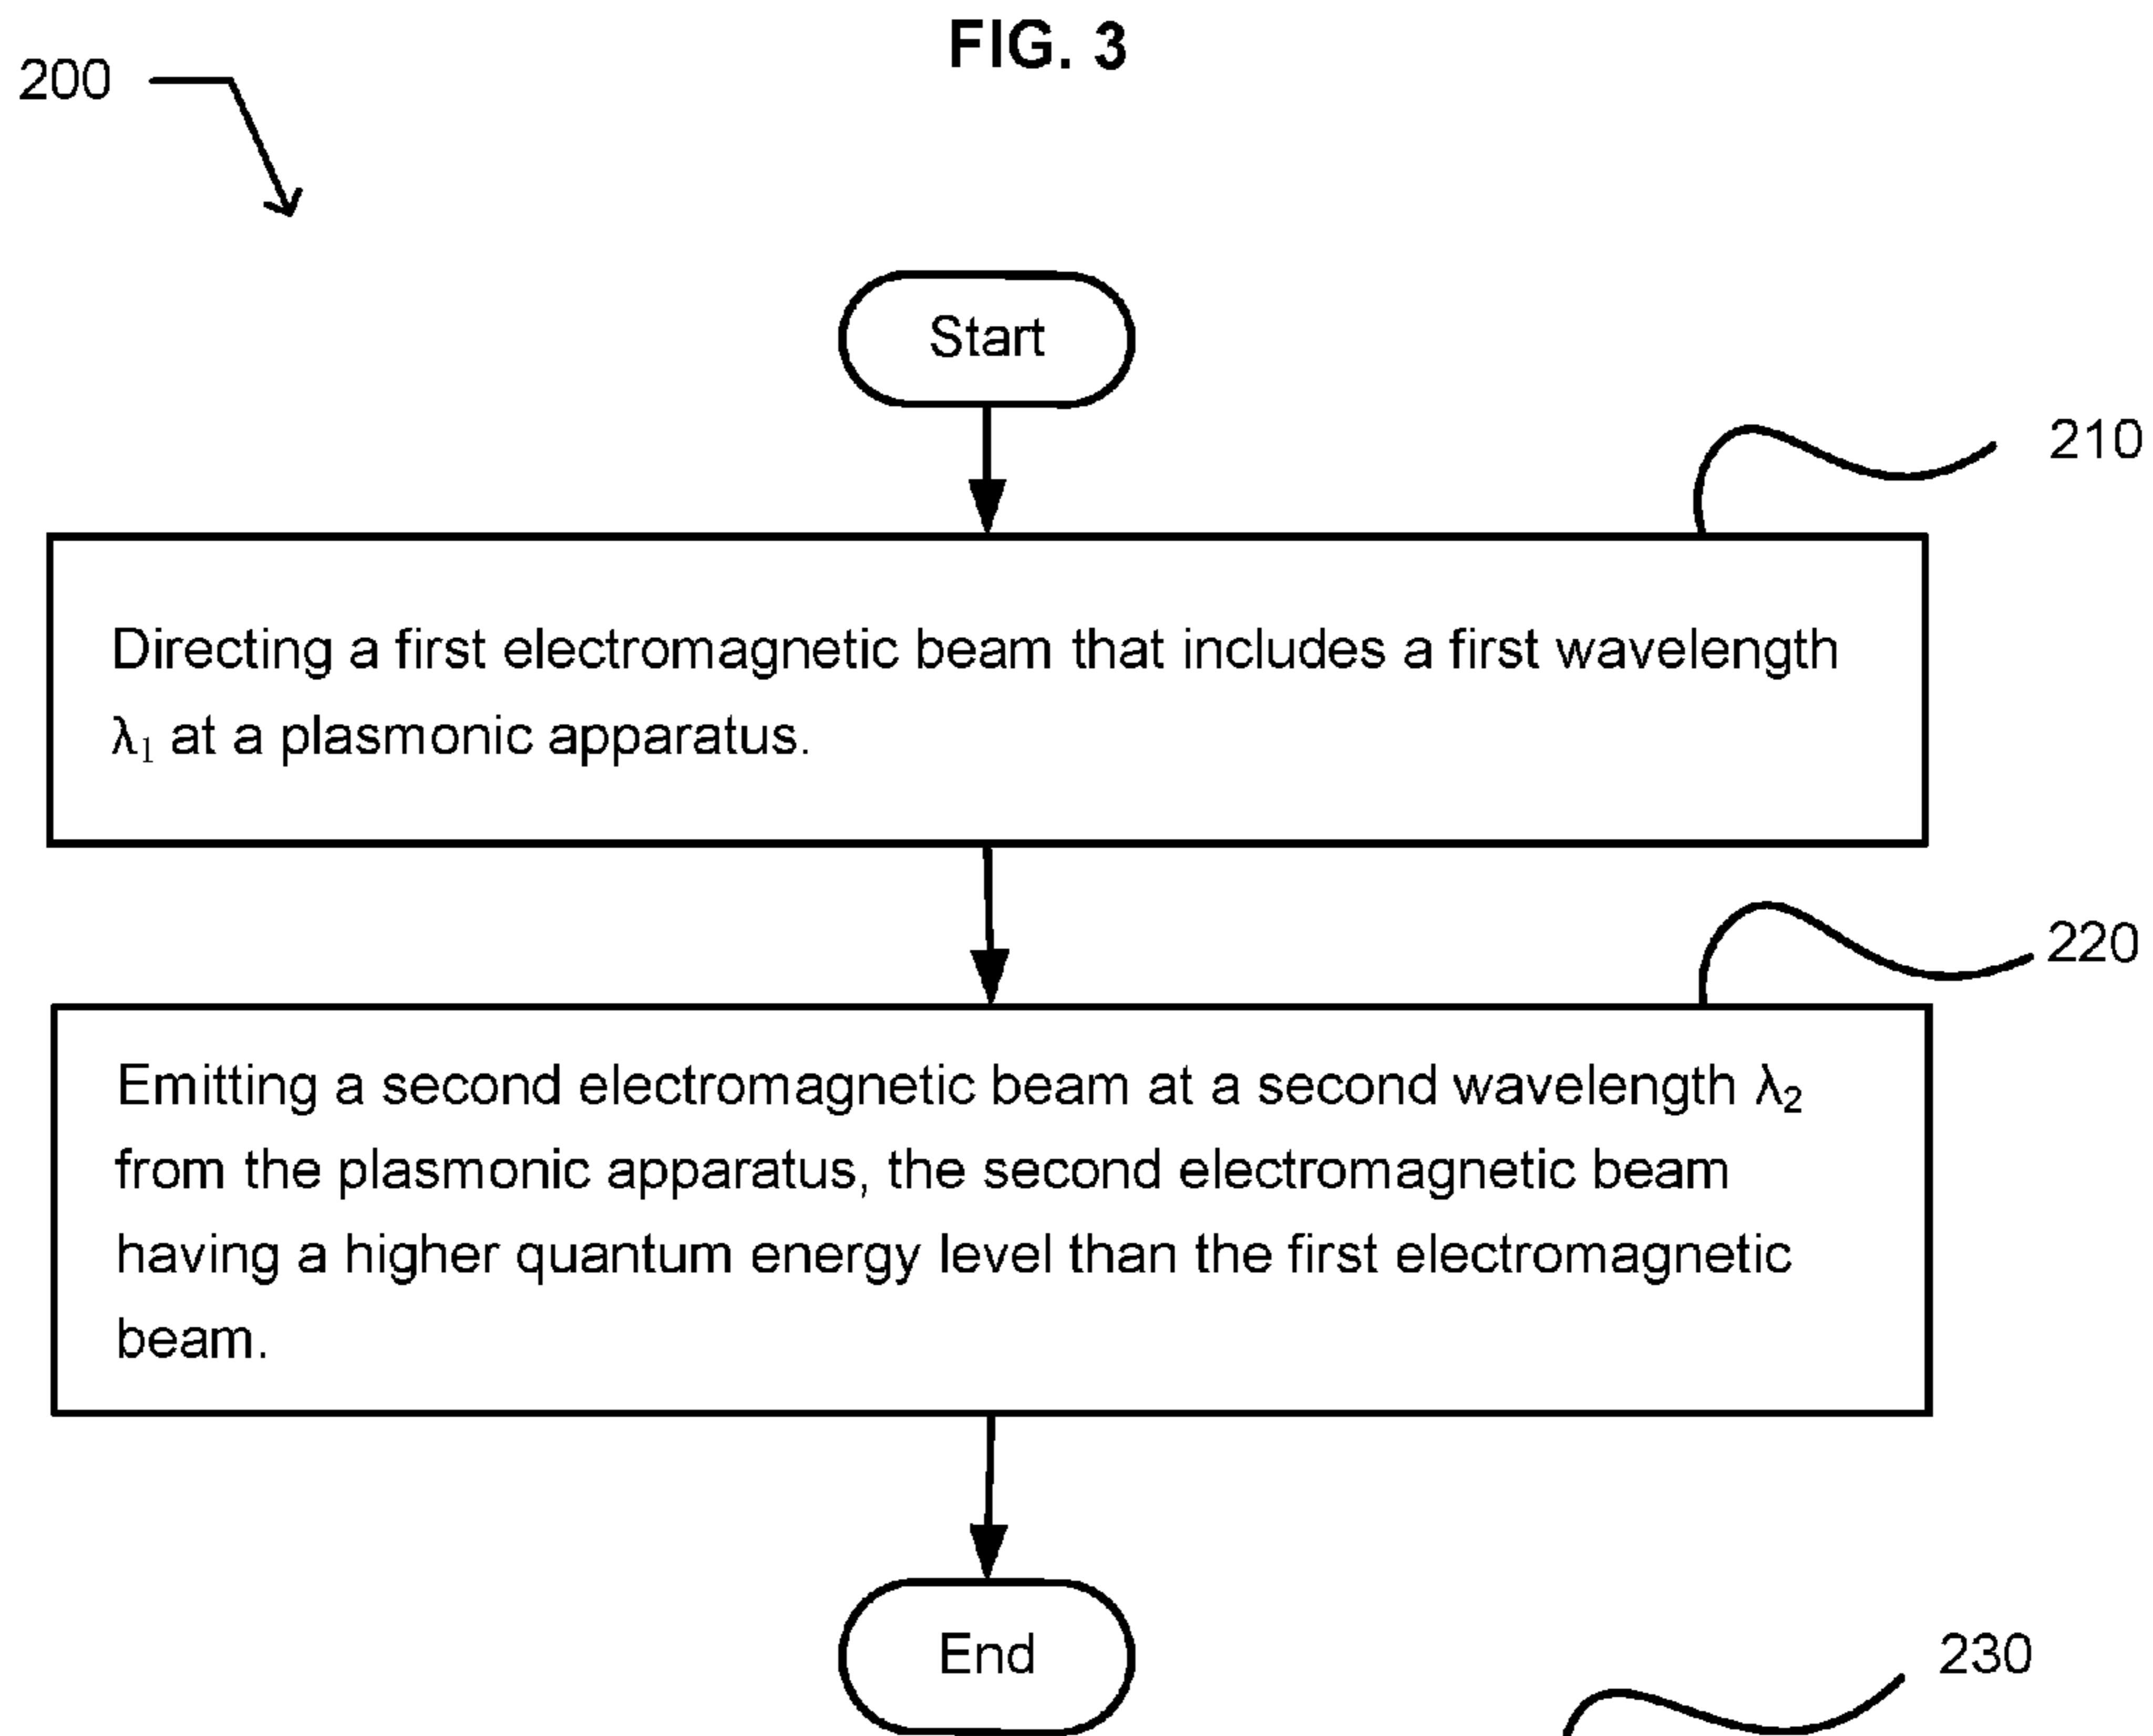 FIG. 3
200
Start
210
Directing a first electromagnetic beam that includes a first wavelength
λ₁ at a plasmonic apparatus.
220
Emitting a second electromagnetic beam at a second wavelength λ₂
from the plasmonic apparatus, the second electromagnetic beam
having a higher quantum energy level than the first electromagnetic
beam.
End
230